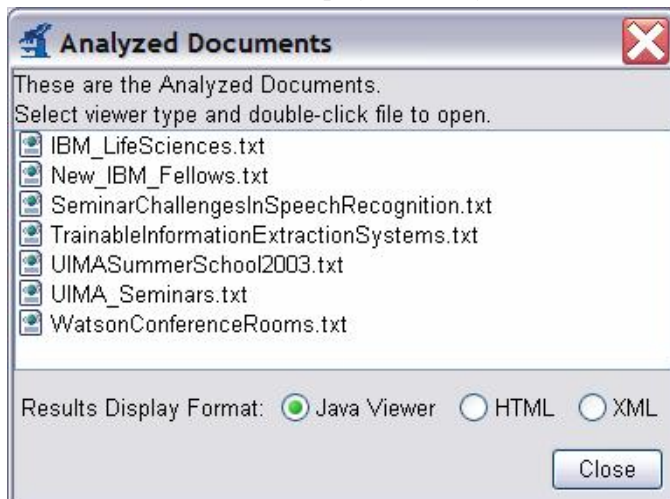 Analyzed Documents
These are the Analyzed Documents.
Select viewer type and double-click file to open.
IBM_LifeSciences.txt
New_IBM_Fellows.txt
SeminarChallengesInSpeechRecognition.txt
TrainableInformationExtractionSystems.txt
UIMASummerSchool2003.txt
UIMA_Seminars.txt
WatsonConferenceRooms.txt
Results Display Format: Java Viewer HTML XML
Close